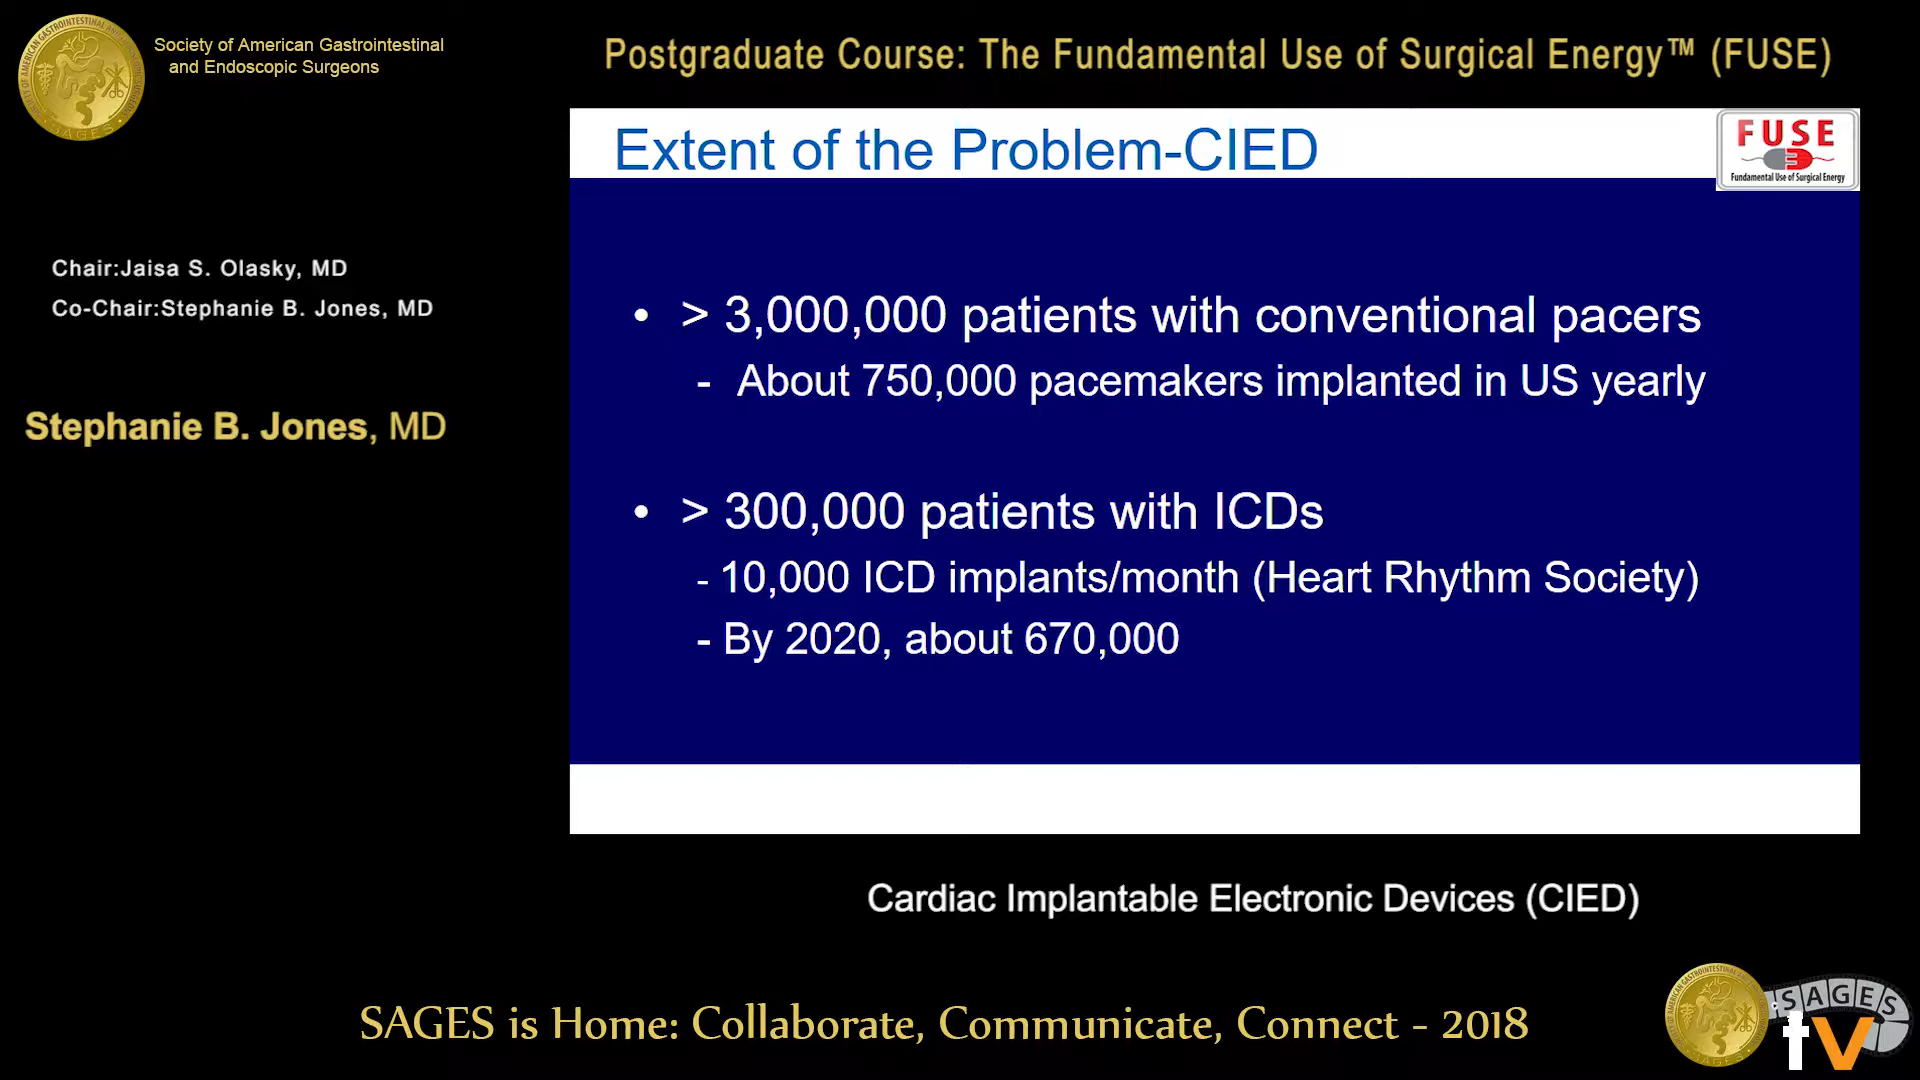 Society of American Gastrointestinal
and Endoscopic Surgeons
Postgraduate Course: The Fundamental Use of Surgical Energy™ (FUSE)
Extent of the Problem-CIED
FUSE
Fundamental Use of Surgical Energy
Chair:Jaisa S. Olasky, MD
Co-Chair:Stephanie B. Jones, MD
Stephanie B. Jones, MD
• > 3,000,000 patients with conventional pacers
- About 750,000 pacemakers implanted in US yearly
• > 300,000 patients with ICDs
- 10,000 ICD implants/month (Heart Rhythm Society)
- By 2020, about 670,000
Cardiac Implantable Electronic Devices (CIED)
SAGES is Home: Collaborate, Communicate, Connect - 2018
SAGES
tv